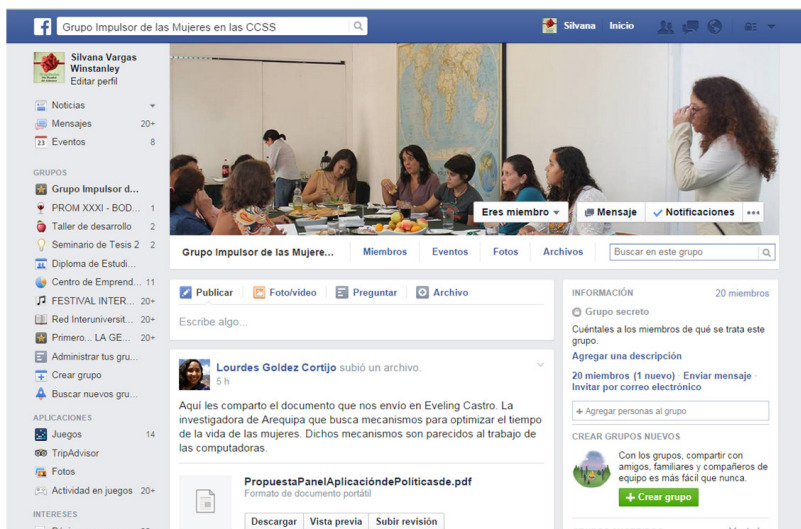 Grupo Impulsor de las Mujeres en las CCSS
Silvana Inicio
Silvana Vargas
Winstanley
Editar perfil
Noticias
Mensajes 20+
23 Eventos 8
GRUPOS
Grupo Impulsor d...
PROM XXXI - BOD... 1
Taller de desarrollo 2
Seminario de Tesis 2 2
Diploma de Estudi...
Centro de Emprend... 11
FESTIVAL INTER... 20+
Red Interuniversit... 20+
Primero... LA GE... 20+
Administrar tus gru...
Crear grupo
Buscar nuevos gru...
APLICACIONES
Juegos 14
TripAdvisor
Fotos
Actividad en juegos 20+
INTERESES
Eres miembro Mensaje Notificaciones
Grupo Impulsor de las Mujere... Miembros Eventos Fotos Archivos Buscar en este grupo
Publicar Foto/video Preguntar Archivo
Escribe algo...
Lourdes Goldez Cortijo subió un archivo.
5 h
Aquí les comparto el documento que nos envío en Eveling Castro. La
investigadora de Arequipa que busca mecanismos para optimizar el tiempo
de la vida de las mujeres. Dichos mecanismos son parecidos al trabajo de
las computadoras.
PropuestaPanelAplicacióndePolíticasde.pdf
Formato de documento portátil
Descargar Vista previa Subir revisión
INFORMACIÓN 20 miembros
Grupo secreto
Cuéntales a los miembros de qué se trata este
grupo.
Agregar una descripción
20 miembros (1 nuevo) · Enviar mensaje ·
Invitar por correo electrónico
+ Agregar personas al grupo
CREAR GRUPOS NUEVOS
Con los grupos, compartir con
amigos, familiares y compañeros de
equipo es más fácil que nunca.
+ Crear grupo